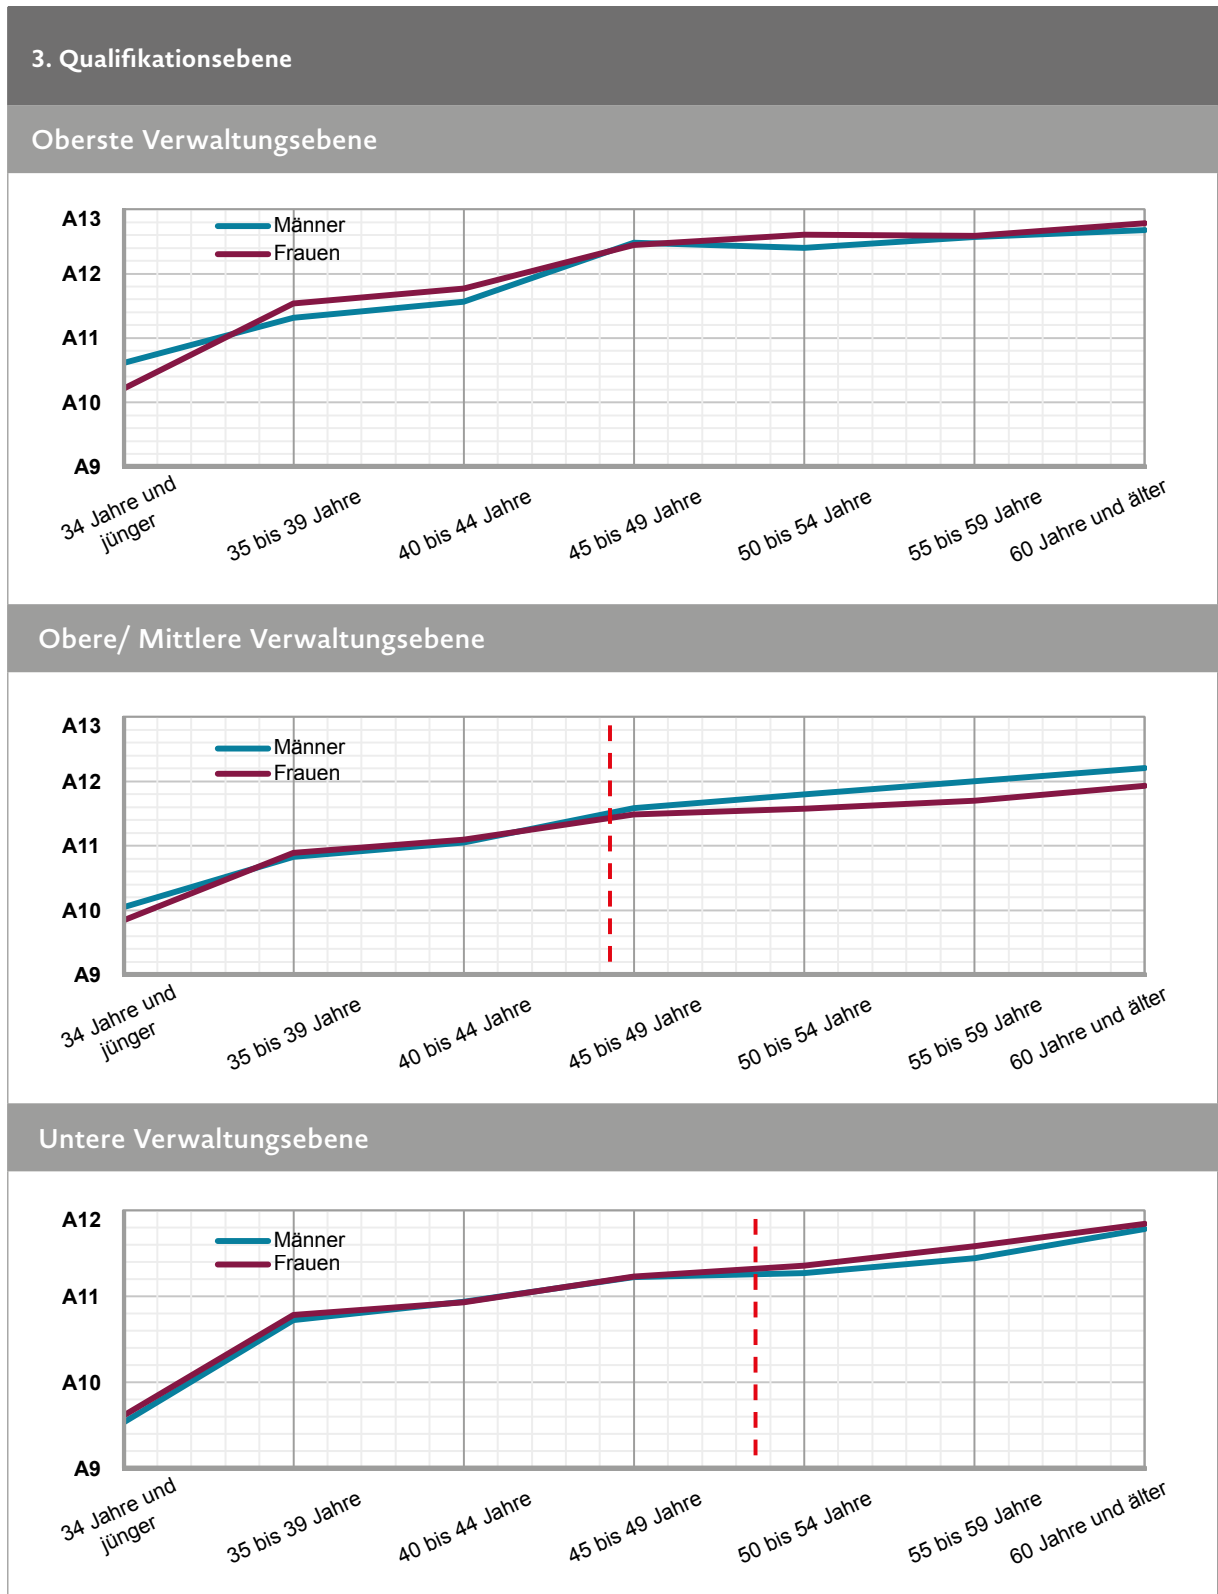 3. Qualifikationsebene
Oberste Verwaltungsebene
A13
A12
A11
A10
A9
Männer
Frauen
34 Jahre und
jünger
35 bis 39 Jahre
40 bis 44 Jahre
45 bis 49 Jahre
50 bis 54 Jahre
55 bis 59 Jahre
60 Jahre und älter
Obere/ Mittlere Verwaltungsebene
A13
A12
A11
A10
A9
Männer
Frauen
34 Jahre und
jünger
35 bis 39 Jahre
40 bis 44 Jahre
45 bis 49 Jahre
50 bis 54 Jahre
55 bis 59 Jahre
60 Jahre und älter
Untere Verwaltungsebene
A12
A11
A10
A9
Männer
Frauen
34 Jahre und
jünger
35 bis 39 Jahre
40 bis 44 Jahre
45 bis 49 Jahre
50 bis 54 Jahre
55 bis 59 Jahre
60 Jahre und älter